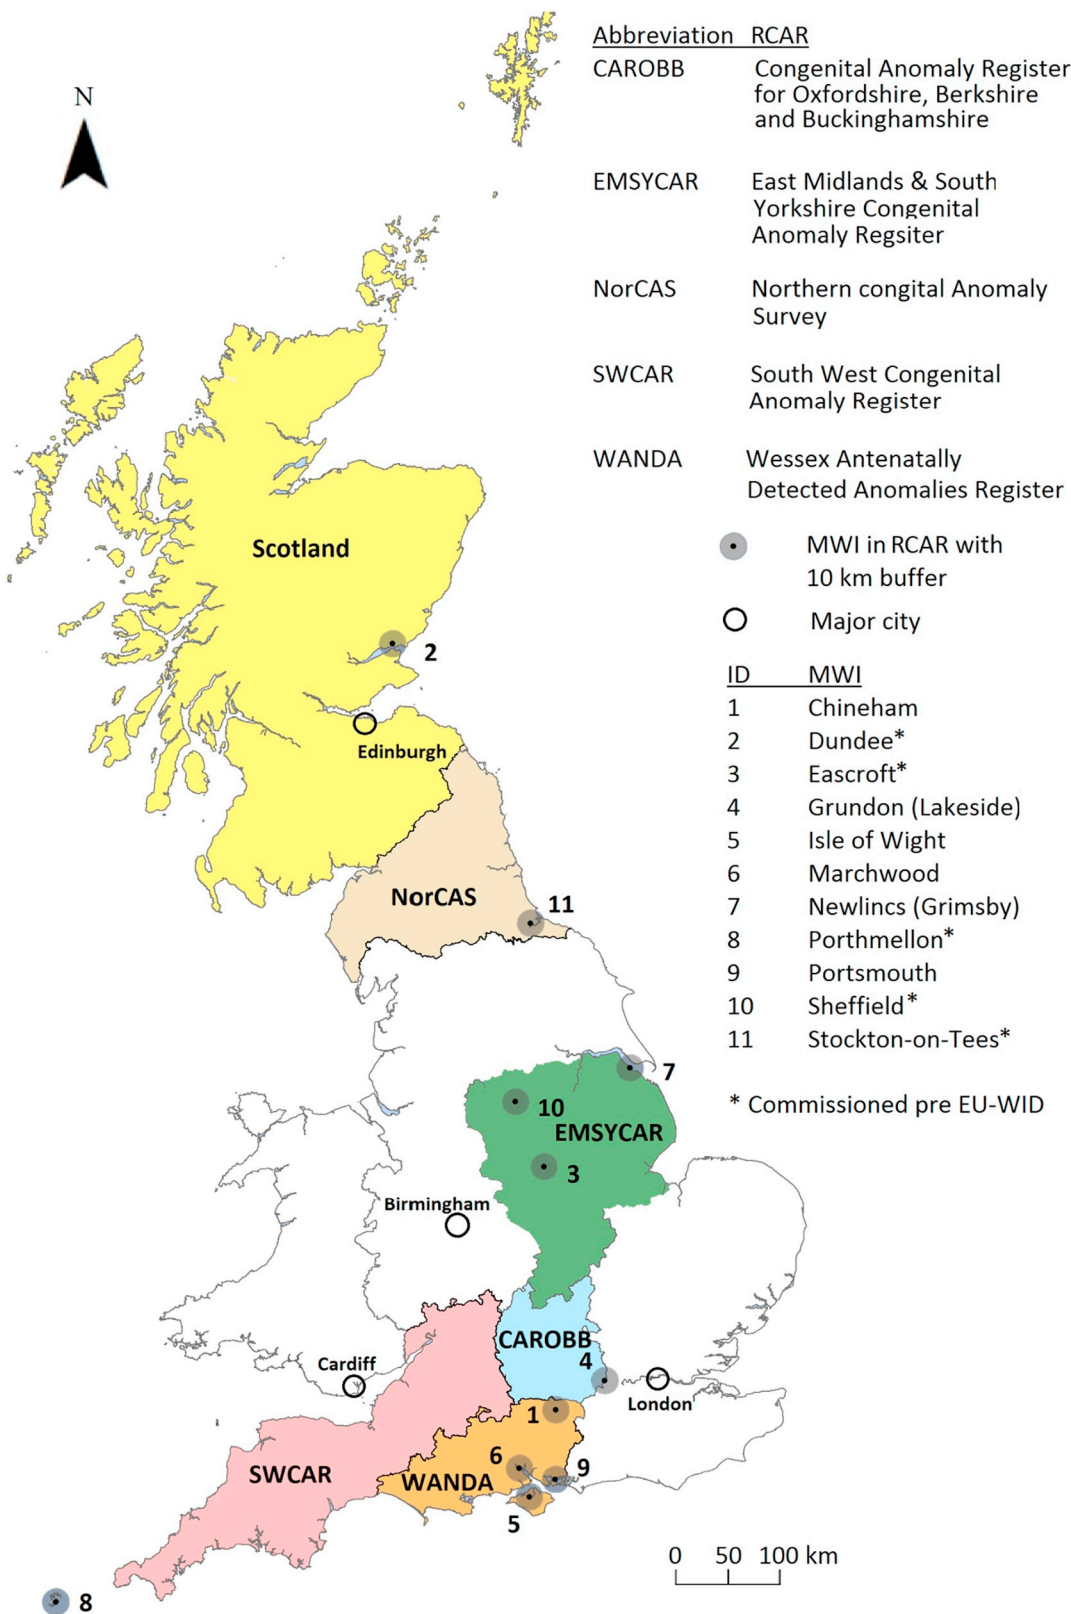 Abbreviation RCAR
CAROBB Congenital Anomaly Register
for Oxfordshire, Berkshire
and Buckinghamshire
N
EMSYCAR East Midlands & South
Yorkshire Congenital
Anomaly Regsiter
NorCAS Northern congital Anomaly
Survey
SWCAR South West Congenital
Anomaly Register
WANDA Wessex Antenatally
Detected Anomalies Register
MWI in RCAR with
10 km buffer
Major city
ID MWI
1 Chineham
2 Dundee*
3 Eascroft*
4 Grundon (Lakeside)
5 Isle of Wight
6 Marchwood
7 Newlincs (Grimsby)
8 Porthmellon*
9 Portsmouth
10 Sheffield*
11 Stockton-on-Tees*
* Commissioned pre EU-WID
Scotland
2
Edinburgh
NorCAS
11
7
10
EMSYCAR
3
Birmingham
CAROBB
4
Cardiff
London
1
6
9
SWCAR
WANDA
5
0 50 100 km
8